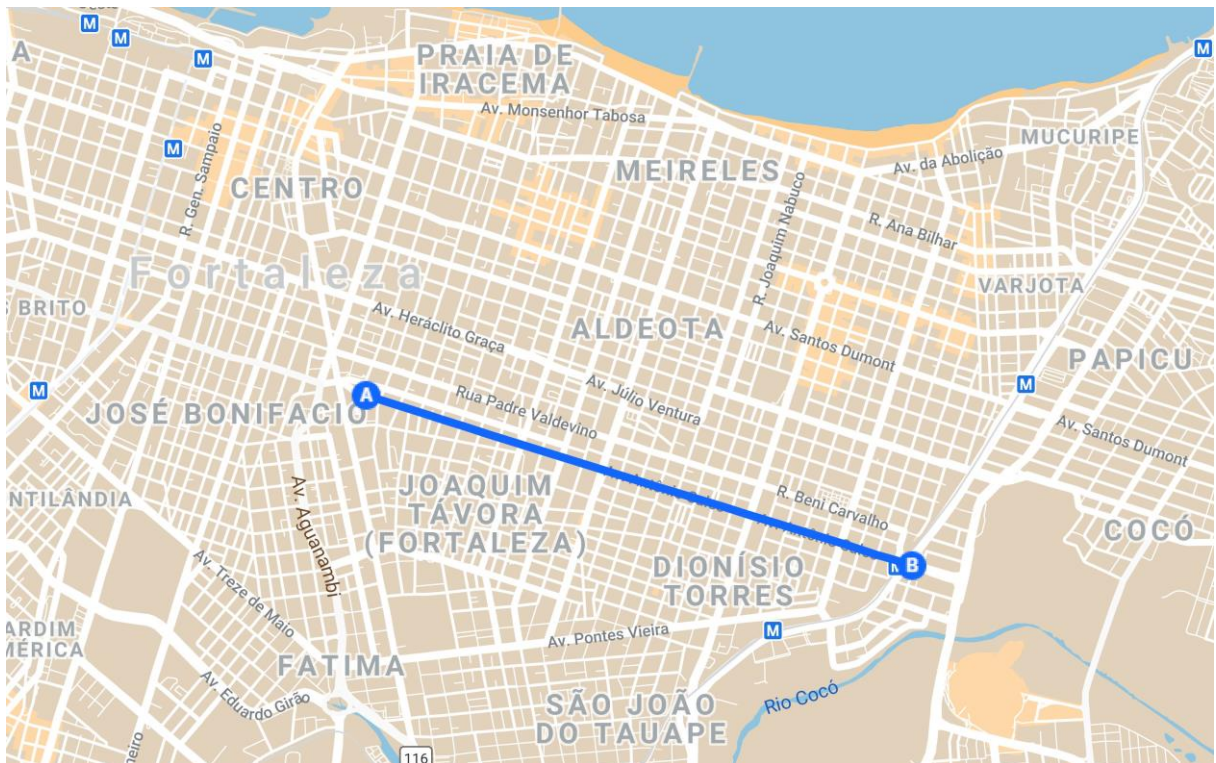 Oeste
M
M
M
M
A
PRAIA DE
IRACEMA
Av. Monsenhor Tabosa
MUCURIPE
M
R. Gen. Sampaio
MEIRELES
Av. da Abolição
CENTRO
R. Joaquim Nabuco
R. Ana Bilhar
Fortaleza
VARJOTA
BRITO
Av. Heráclito Graça
ALDEOTA
Av. Santos Dumont
PAPICU
M
M
A
Rua Padre Valdevino
Av. Júlio Ventura
JOSÉ BONIFACIO
Av. Santos Dumont
NTILÂNDIA
Av. Aguanambi
JOAQUIM
TÁVORA
(FORTALEZA)
R. Beni Carvalho
COCÓ
DIONÍSIO
TORRES
M
B
Av. Treze de Maio
ARDIM
MÉRICA
Av. Pontes Vieira
M
FATIMA
Av. Eduardo Girão
SÃO JOÃO
DO TAUAPE
Rio Cocó
116